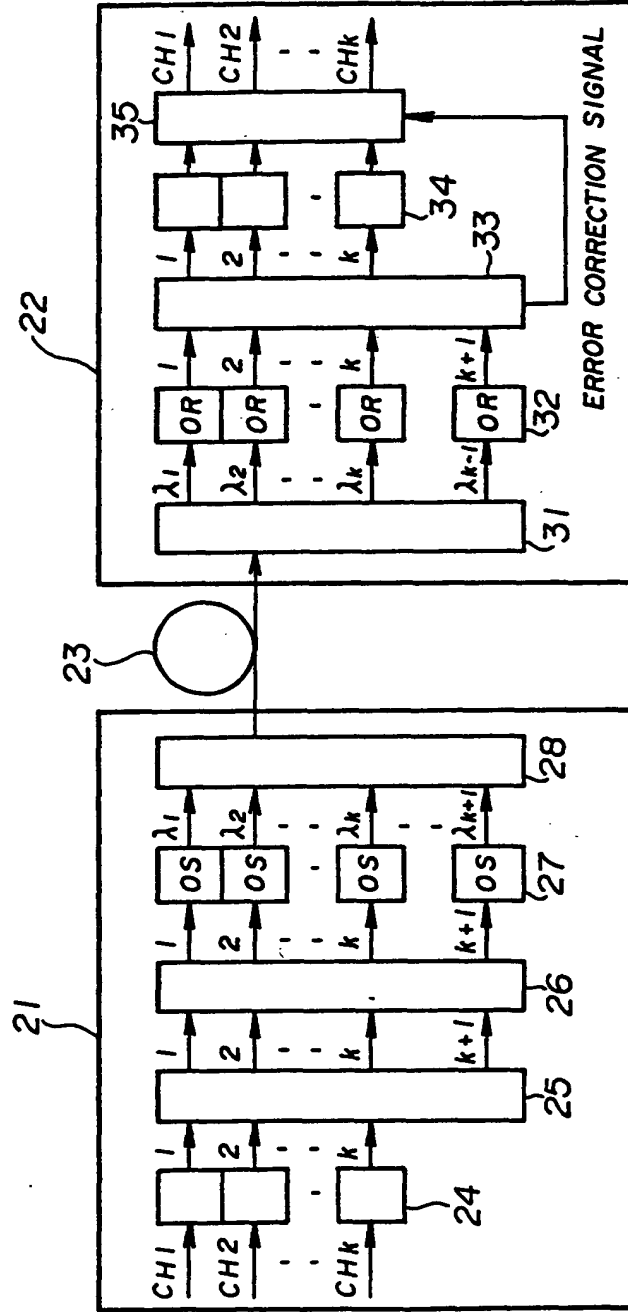 21
CH1
CH2
CHk
24
1
2
k
25
1
2
k
k+1
26
1
2
k
k+1
OS
OS
OS
OS
27
λ1
λ2
λk
λk+1
28
23
22
31
λ1
λ2
λk
λk-1
OR
OR
OR
OR
32
1
2
k
k+1
33
1
2
k
34
35
CH1
CH2
CHk
ERROR CORRECTION SIGNAL